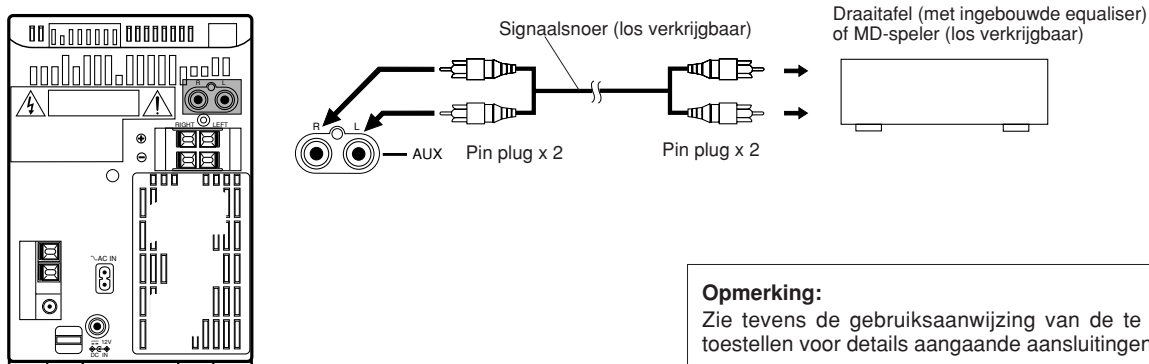 Signaalsnoer (los verkrijgbaar)
Draaitafel (met ingebouwde equaliser)
of MD-speler (los verkrijgbaar)
R L
RIGHT LEFT
R L
AUX
Pin plug x 2
Pin plug x 2
AC IN
12V
DC IN
Opmerking:
Zie tevens de gebruiksaanwijzing van de te
toestellen voor details aangaande aansluitingen